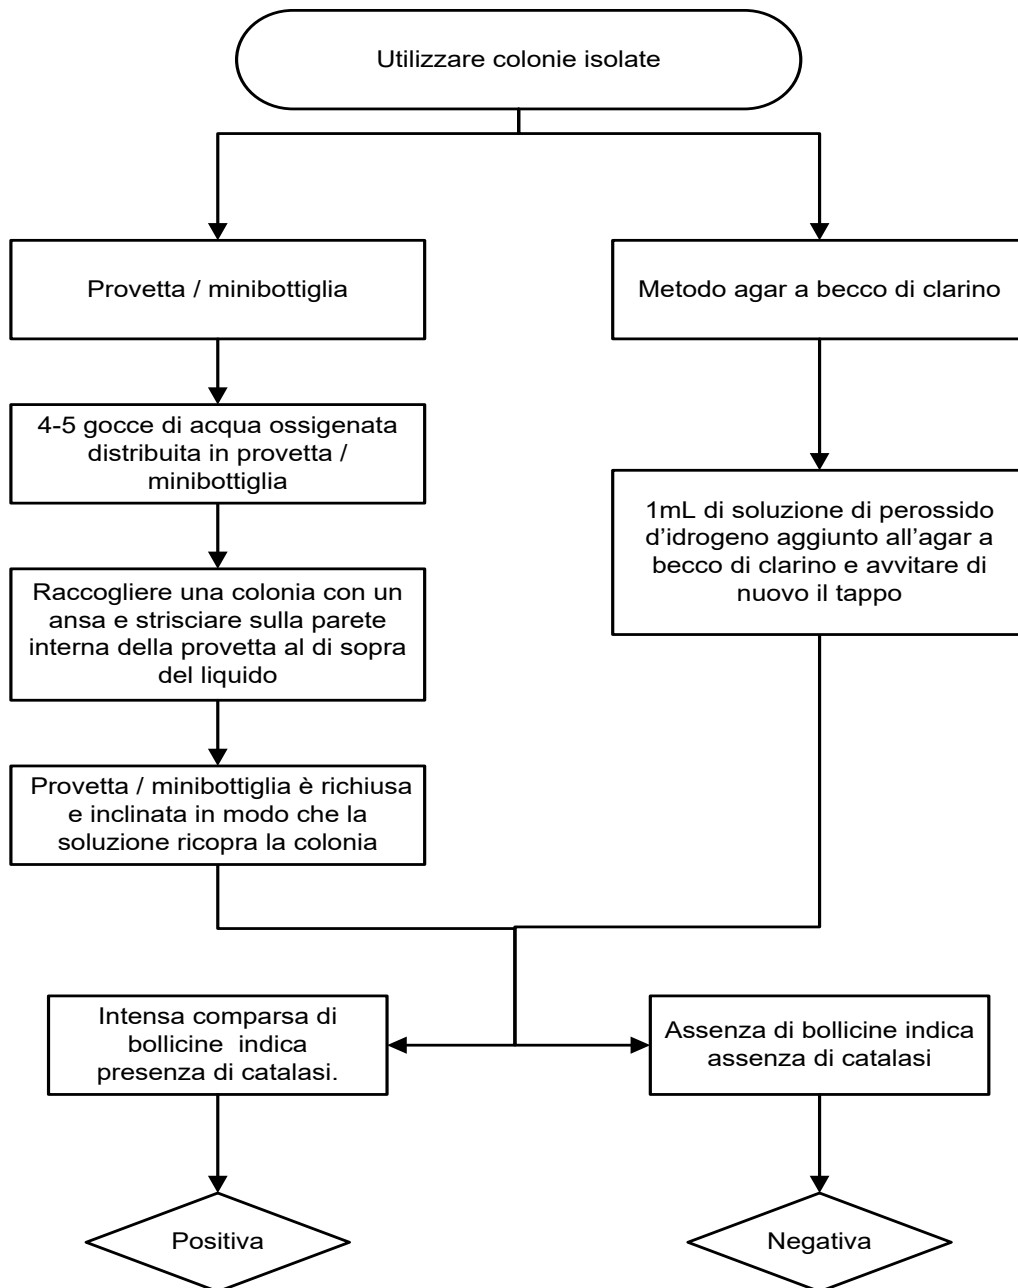 Utilizzare colonie isolate
Provetta / minibottiglia
Metodo agar a becco di clarino
4-5 gocce di acqua ossigenata
distribuita in provetta /
minibottiglia
1mL di soluzione di perossido
d’idrogeno aggiunto all’agar a
becco di clarino e avvitare di
nuovo il tappo
Raccogliere una colonia con un
ansa e strisciare sulla parete
interna della provetta al di sopra
del liquido
Provetta / minibottiglia è richiusa
e inclinata in modo che la
soluzione ricopra la colonia
Intensa comparsa di
bollicine  indica
presenza di catalasi.
Assenza di bollicine indica
assenza di catalasi
Positiva
Negativa